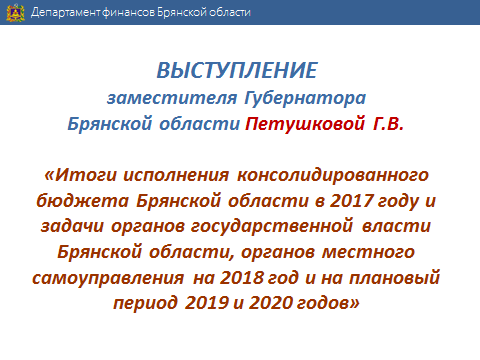 Департамент финансов Брянской области
ВЫСТУПЛЕНИЕ
заместителя Губернатора
Брянской области Петушковой Г.В.
«Итоги исполнения консолидированного
бюджета Брянской области в 2017 году и
задачи органов государственной власти
Брянской области, органов местного
самоуправления на 2018 год и на плановый
период 2019 и 2020 годов»